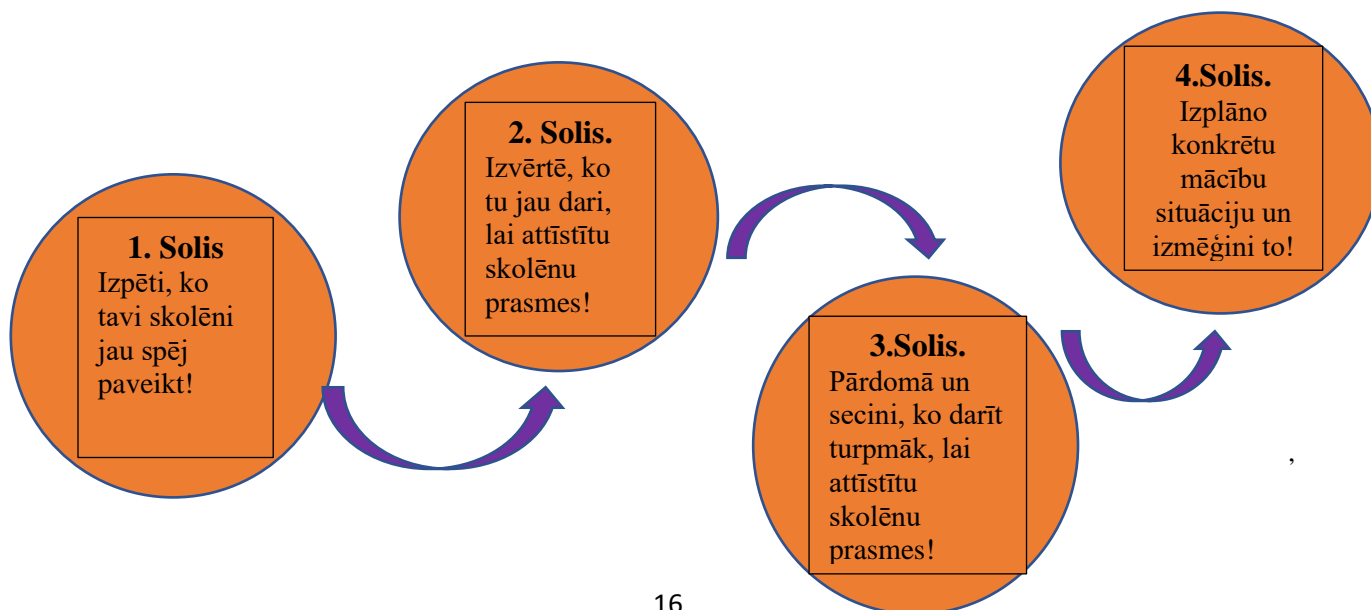 1. Solis
Izpēti, ko
tavi skolēni
jau spēj
paveikt!
2. Solis.
Izvērtē, ko
tu jau dari,
lai attīstītu
skolēnu
prasmes!
3.Solis.
Pārdomā un
secini, ko darīt
turpmāk, lai
attīstītu
skolēnu
prasmes!
4.Solis.
Izplāno
konkrētu
mācību
situāciju un
izmēģini to!
,
16